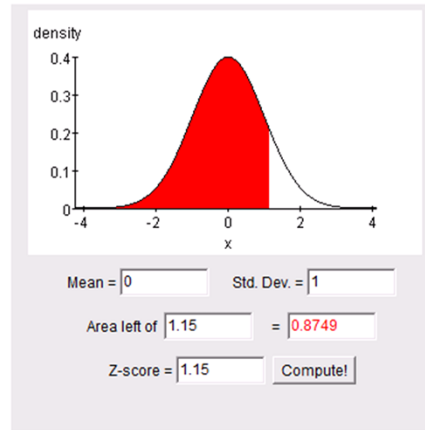 density
0.4
0.3
0.2
0.1
0
-4 -2 0 2 4
x
Mean = 0 Std. Dev. = 1
Area left of 1.15 = 0.8749
Z-score = 1.15 Compute!